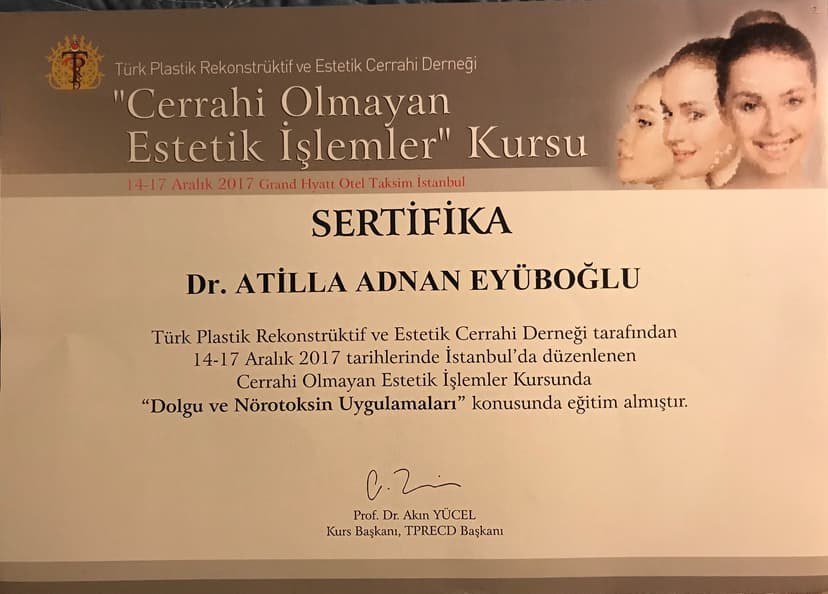 Türk Plastik Rekonstrüktif ve Estetik Cerrahi Derneği
"Cerrahi Olmayan
Estetik İşlemler" Kursu
14-17 Aralık 2017 Grand Hyatt Otel Taksim İstanbul
SERTİFİKA
Dr. ATİLLA ADNAN EYÜBOĞLU
Türk Plastik Rekonstrüktif ve Estetik Cerrahi Derneği tarafından
14-17 Aralık 2017 tarihlerinde İstanbul’da düzenlenen
Cerrahi Olmayan Estetik İşlemler Kursunda
“Dolgu ve Nörotoksin Uygulamaları” konusunda eğitim almıştır.
Prof. Dr. Akın YÜCEL
Kurs Başkanı, TPRECD Başkanı